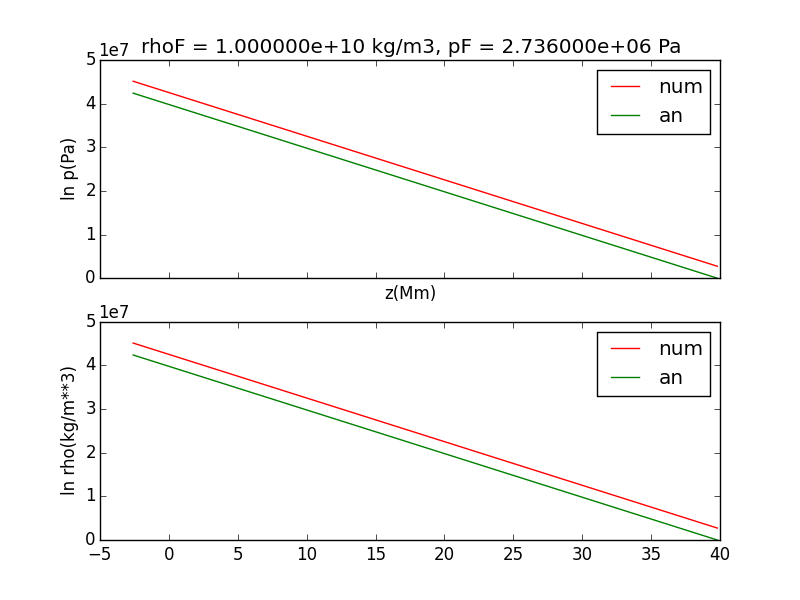 rhoF = 1.000000e+10 kg/m3, pF = 2.736000e+06 Pa
1e7
5
4
3
2
1
0
ln p(Pa)
num
an
z(Mm)
1e7
5
4
3
2
1
0
ln rho(kg/m**3)
num
an
−5 0 5 10 15 20 25 30 35 40